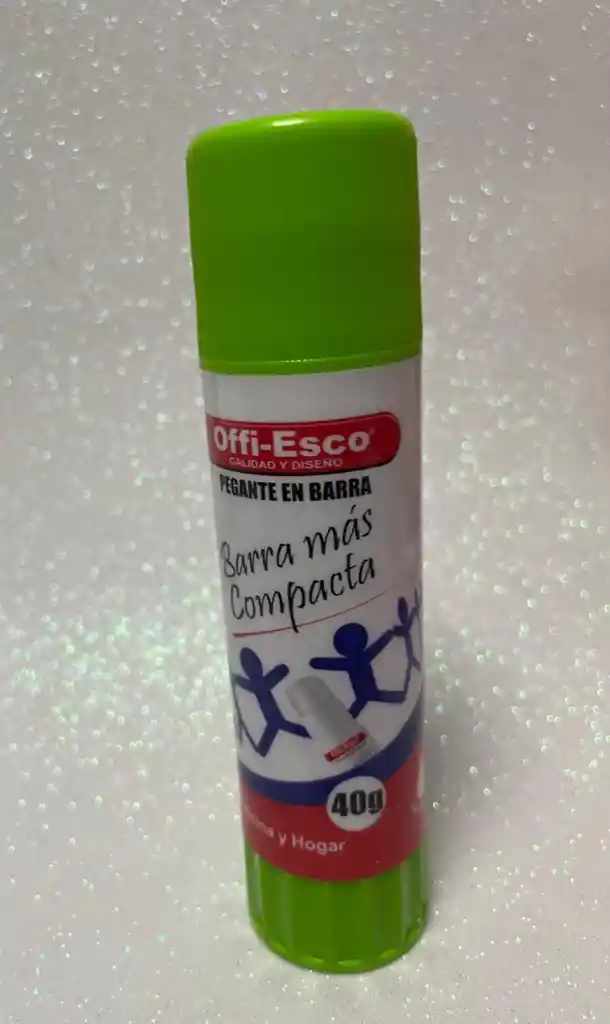 Offi-Esco®
CALIDAD Y DISEÑO
PEGANTE EN BARRA
Barra más
Compacta
40g
y Hogar